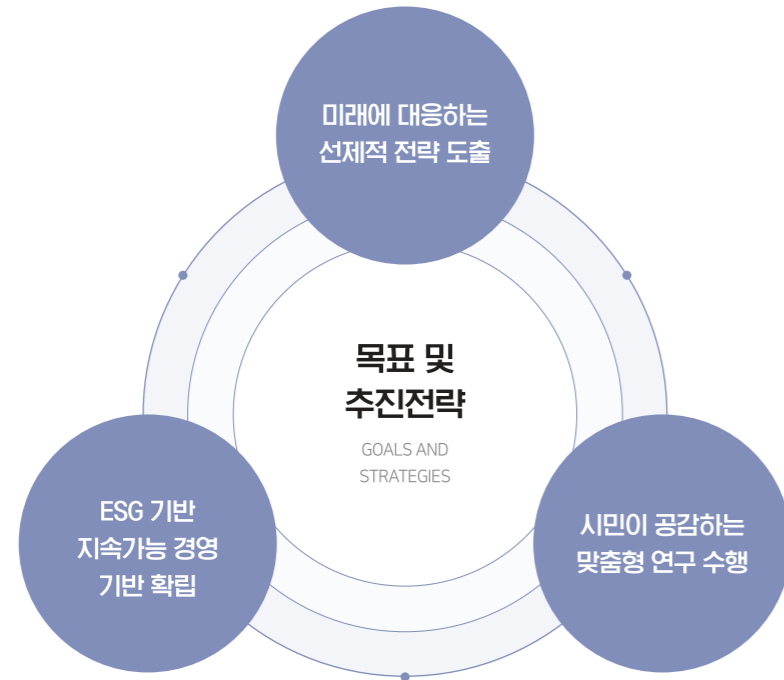 미래에 대응하는
선제적 전략 도출
목표 및
추진전략
GOALS AND
STRATEGIES
ESG 기반
지속가능 경영
기반 확립
시민이 공감하는
맞춤형 연구 수행